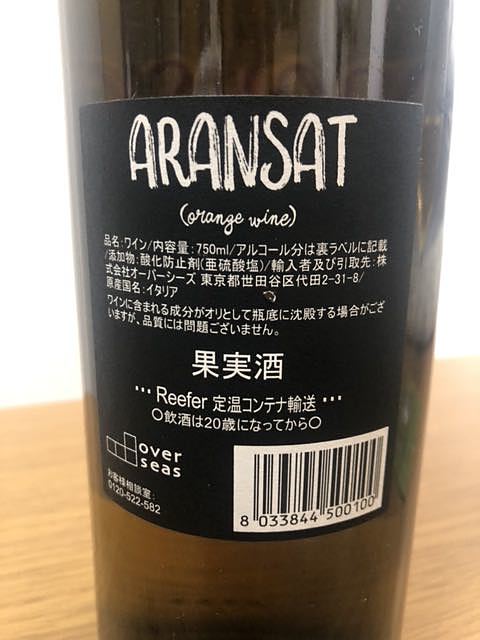 ARANSAT
(orange wine)
品名:ワイン/内容量:750ml/アルコール分は裏ラベルに記載
/添加物:酸化防止剤(亜硫酸塩)/輸入者及び引取先:株
式会社オーバーシーズ 東京都世田谷区代田2-31-8/
原産国名:イタリア
ワインに含まれる成分がオリとして瓶底に沈殿する場合がござ
いますが、品質には問題ございません。
果実酒
••• Reefer 定温コンテナ輸送 •••
○飲酒は20歳になってから○
over
seas
お客様相談室:
0120-522-582
8 033844 500100